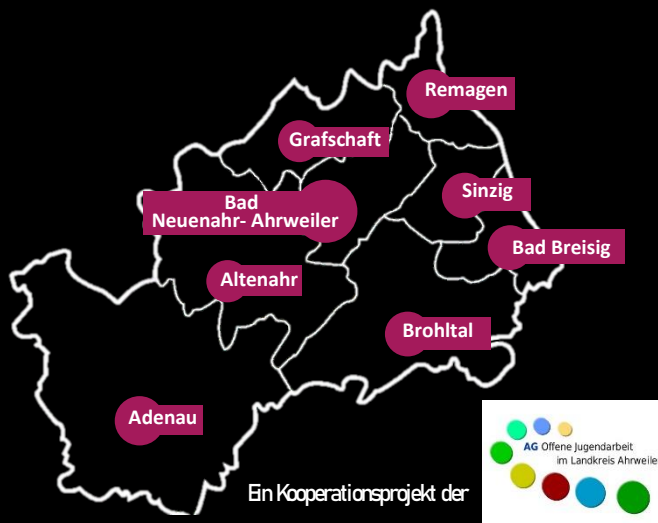 Remagen
Grafschaft
Bad
Neuenahr- Ahrweiler
Sinzig
Bad Breisig
Altenahr
Brohltal
Adenau
Ein Kooperationsprojekt der
AG Offene Jugendarbeit
im Landkreis Ahrweile